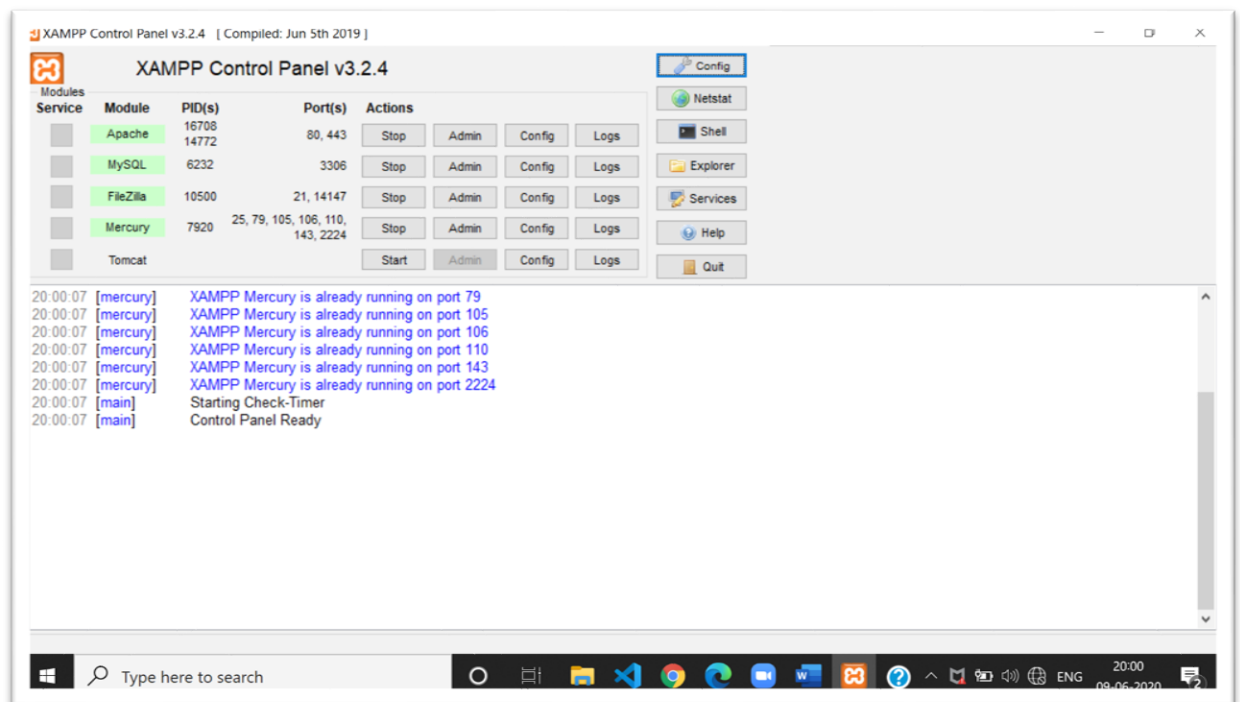 XAMPP Control Panel v3.2.4 [ Compiled: Jun 5th 2019 ]
XAMPP Control Panel v3.2.4
Config
Modules
Service Module PID(s) Port(s) Actions
Netstat
Apache 16708 14772 80, 443 Stop Admin Config Logs
Shell
MySQL 6232 3306 Stop Admin Config Logs
Explorer
FileZilla 10500 21, 14147 Stop Admin Config Logs
Services
Mercury 7920 25, 79, 105, 106, 110, 143, 2224 Stop Admin Config Logs
Help
Tomcat Start Admin Config Logs
Quit
20:00:07 [mercury] XAMPP Mercury is already running on port 79
20:00:07 [mercury] XAMPP Mercury is already running on port 105
20:00:07 [mercury] XAMPP Mercury is already running on port 106
20:00:07 [mercury] XAMPP Mercury is already running on port 110
20:00:07 [mercury] XAMPP Mercury is already running on port 143
20:00:07 [mercury] XAMPP Mercury is already running on port 2224
20:00:07 [main] Starting Check-Timer
20:00:07 [main] Control Panel Ready
Type here to search
ENG
20:00
09-06-2020
2